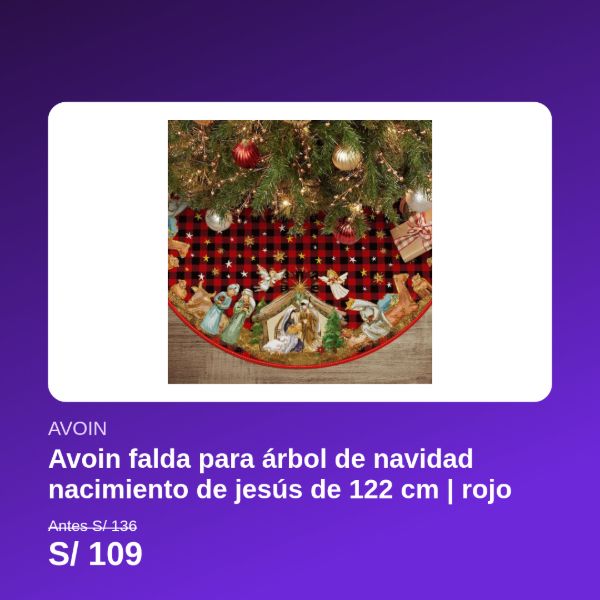 AVOIN
Avoin falda para árbol de navidad
nacimiento de jesús de 122 cm | rojo
Antes S/ 136
S/ 109